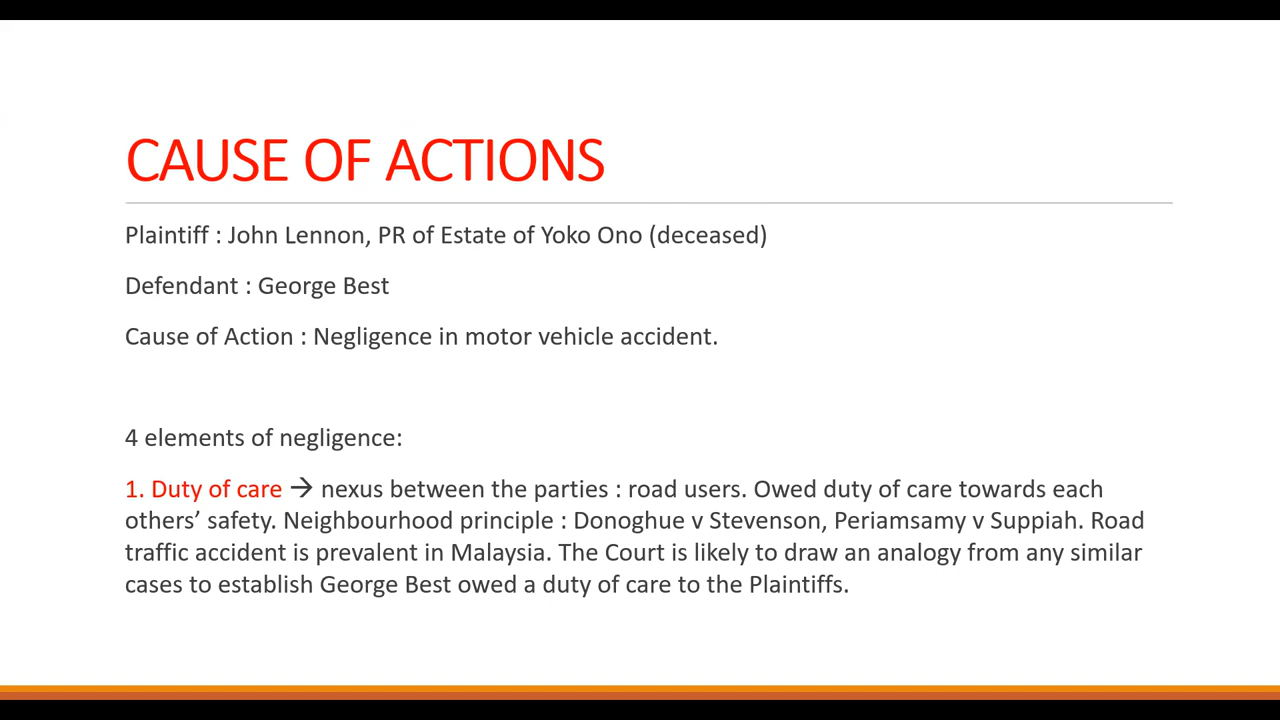 CAUSE OF ACTIONS
Plaintiff : John Lennon, PR of Estate of Yoko Ono (deceased)
Defendant : George Best
Cause of Action : Negligence in motor vehicle accident.
4 elements of negligence:
1. Duty of care → nexus between the parties : road users. Owed duty of care towards each
others’ safety. Neighbourhood principle : Donoghue v Stevenson, Periamsamy v Suppiah. Road
traffic accident is prevalent in Malaysia. The Court is likely to draw an analogy from any similar
cases to establish George Best owed a duty of care to the Plaintiffs.